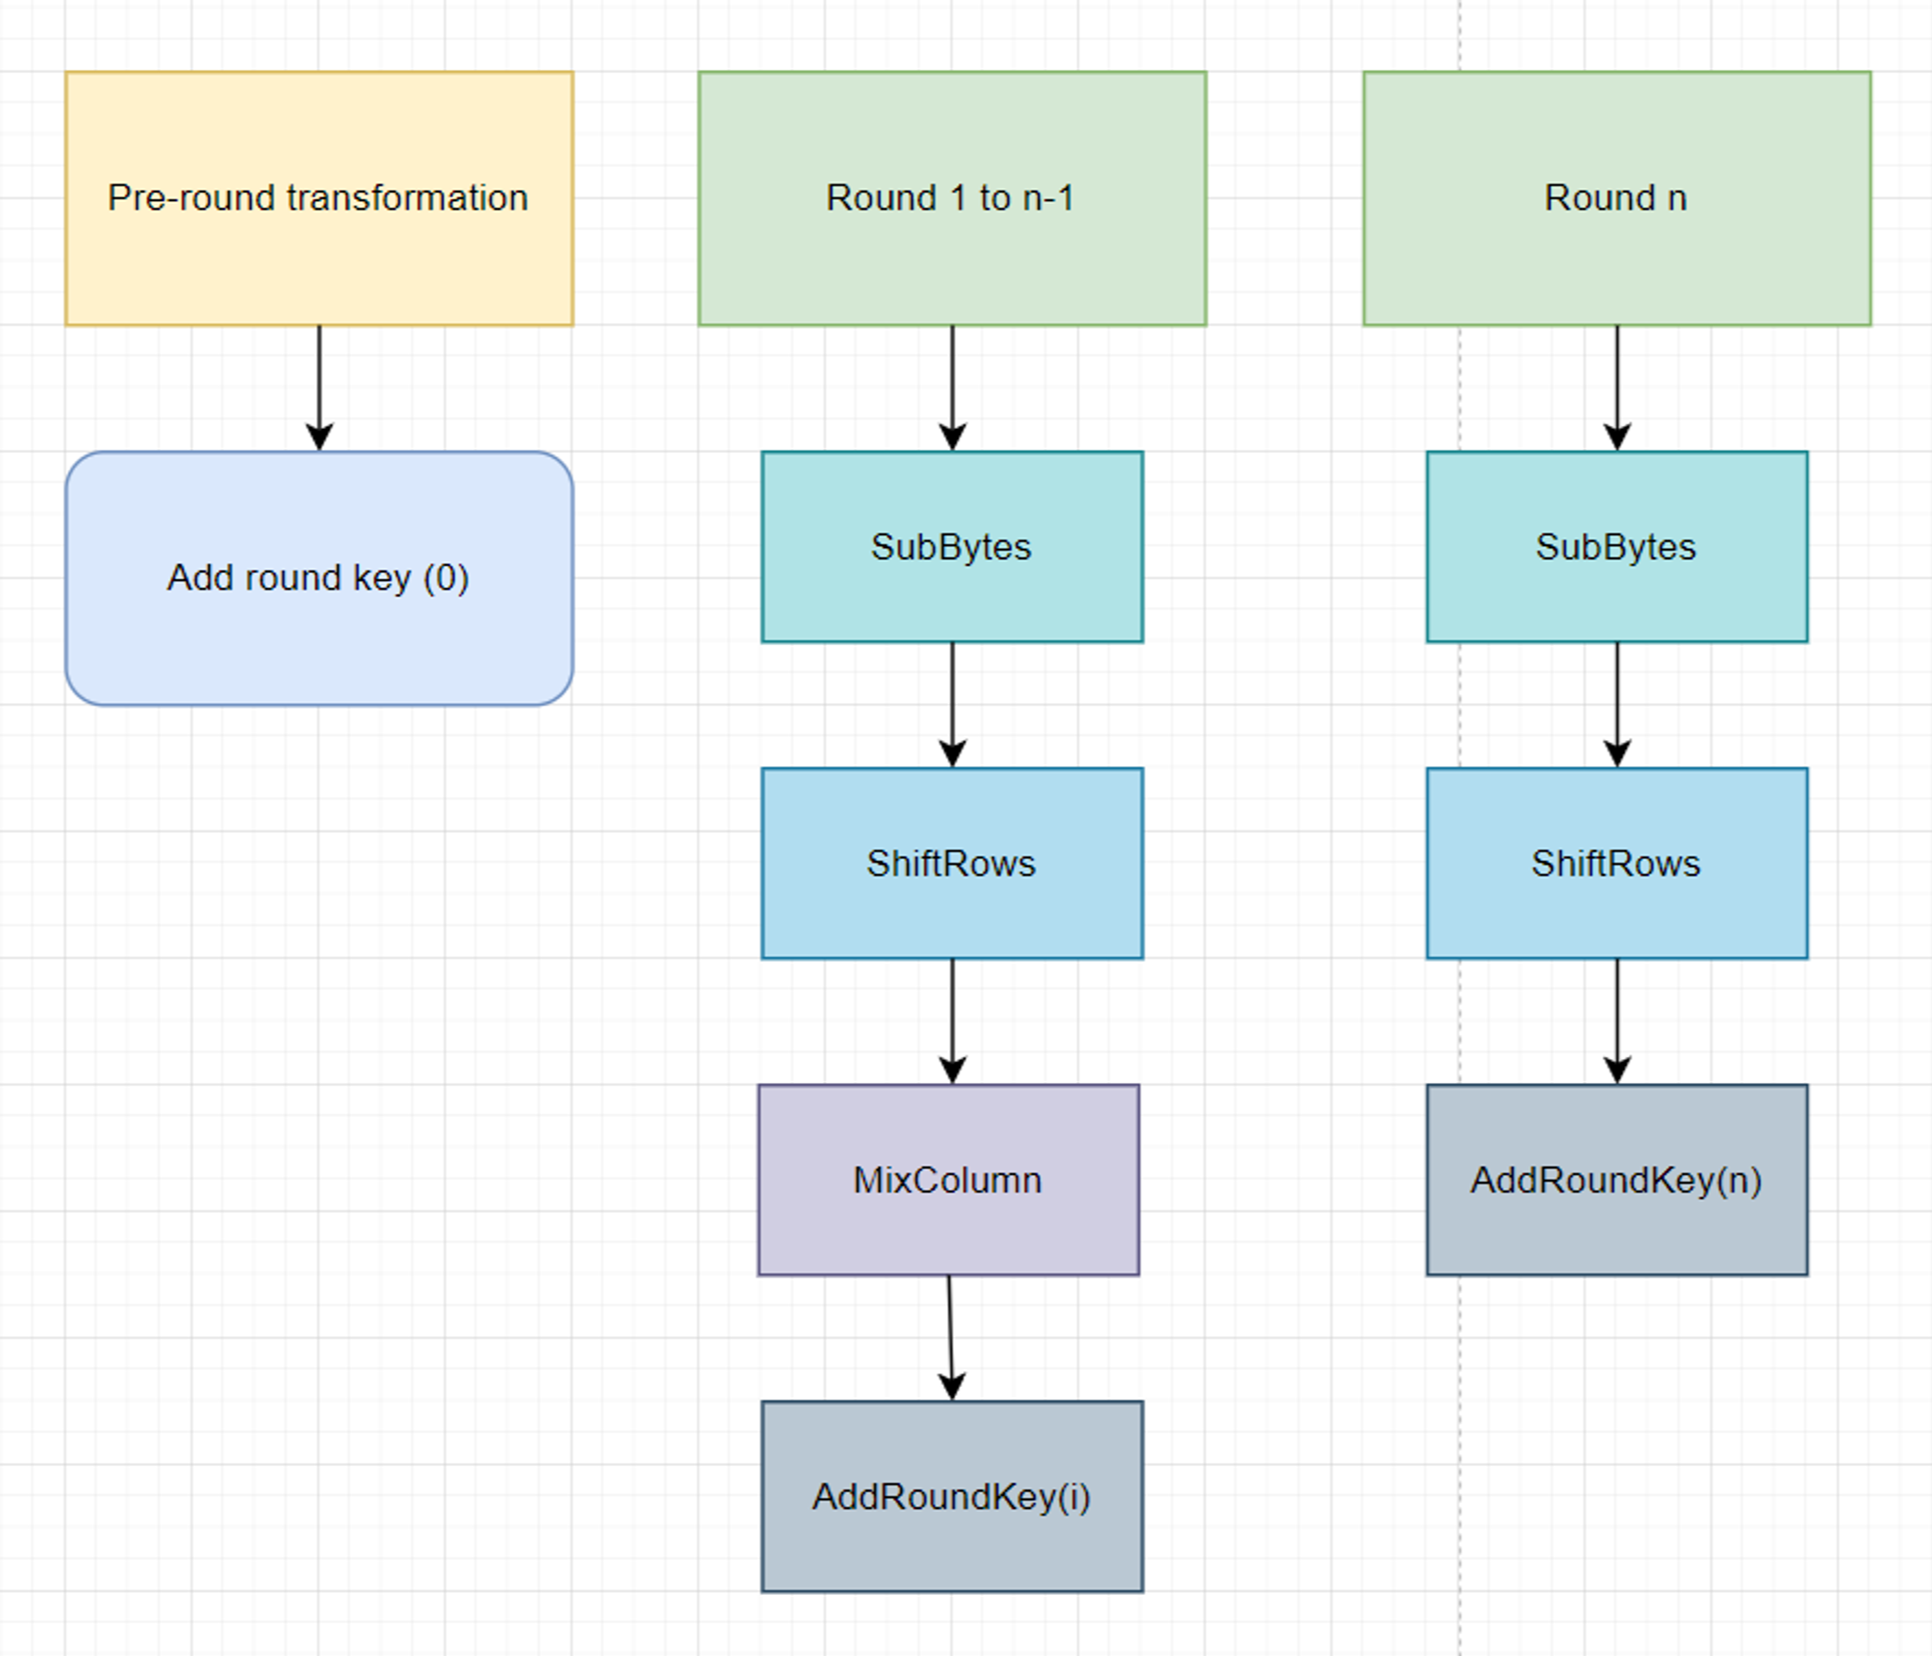 Pre-round transformation
Add round key (0)
Round 1 to n-1
SubBytes
ShiftRows
MixColumn
AddRoundKey(i)
Round n
SubBytes
ShiftRows
AddRoundKey(n)